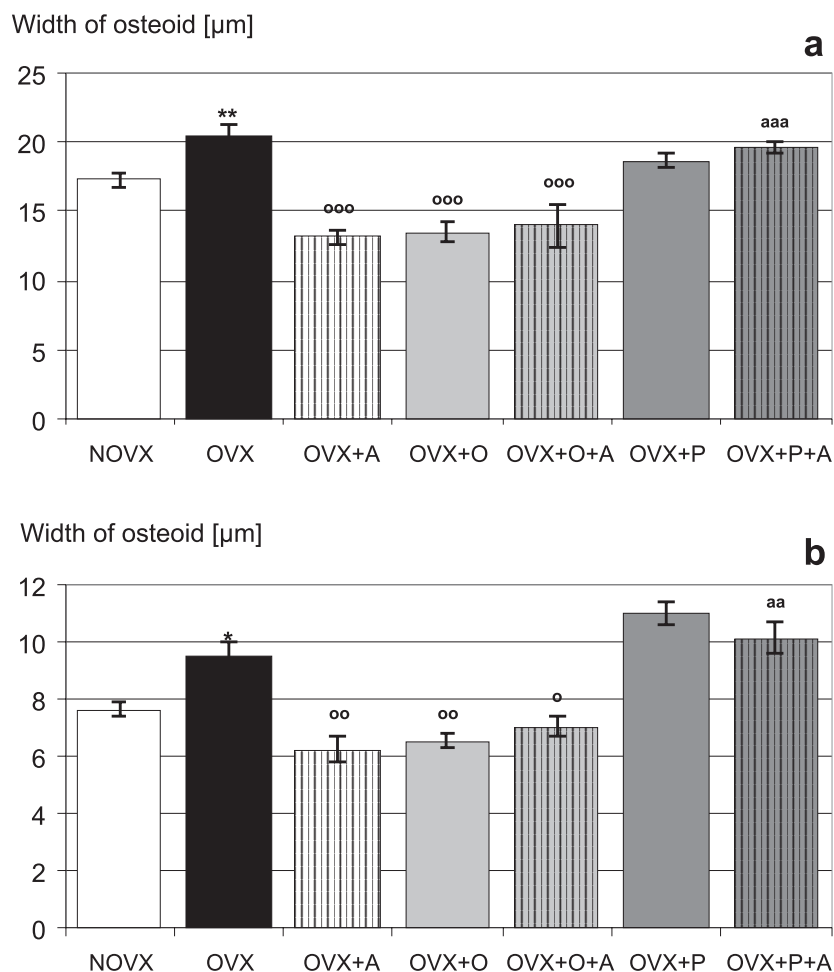 Width of osteoid [µm]
a
25
**
aaa
20
ooo
ooo
ooo
15
10
5
0
NOVX OVX OVX+A OVX+O OVX+O+A OVX+P OVX+P+A
Width of osteoid [µm]
b
12
aa
*
10
o
8
oo
oo
6
4
2
0
NOVX OVX OVX+A OVX+O OVX+O+A OVX+P OVX+P+A